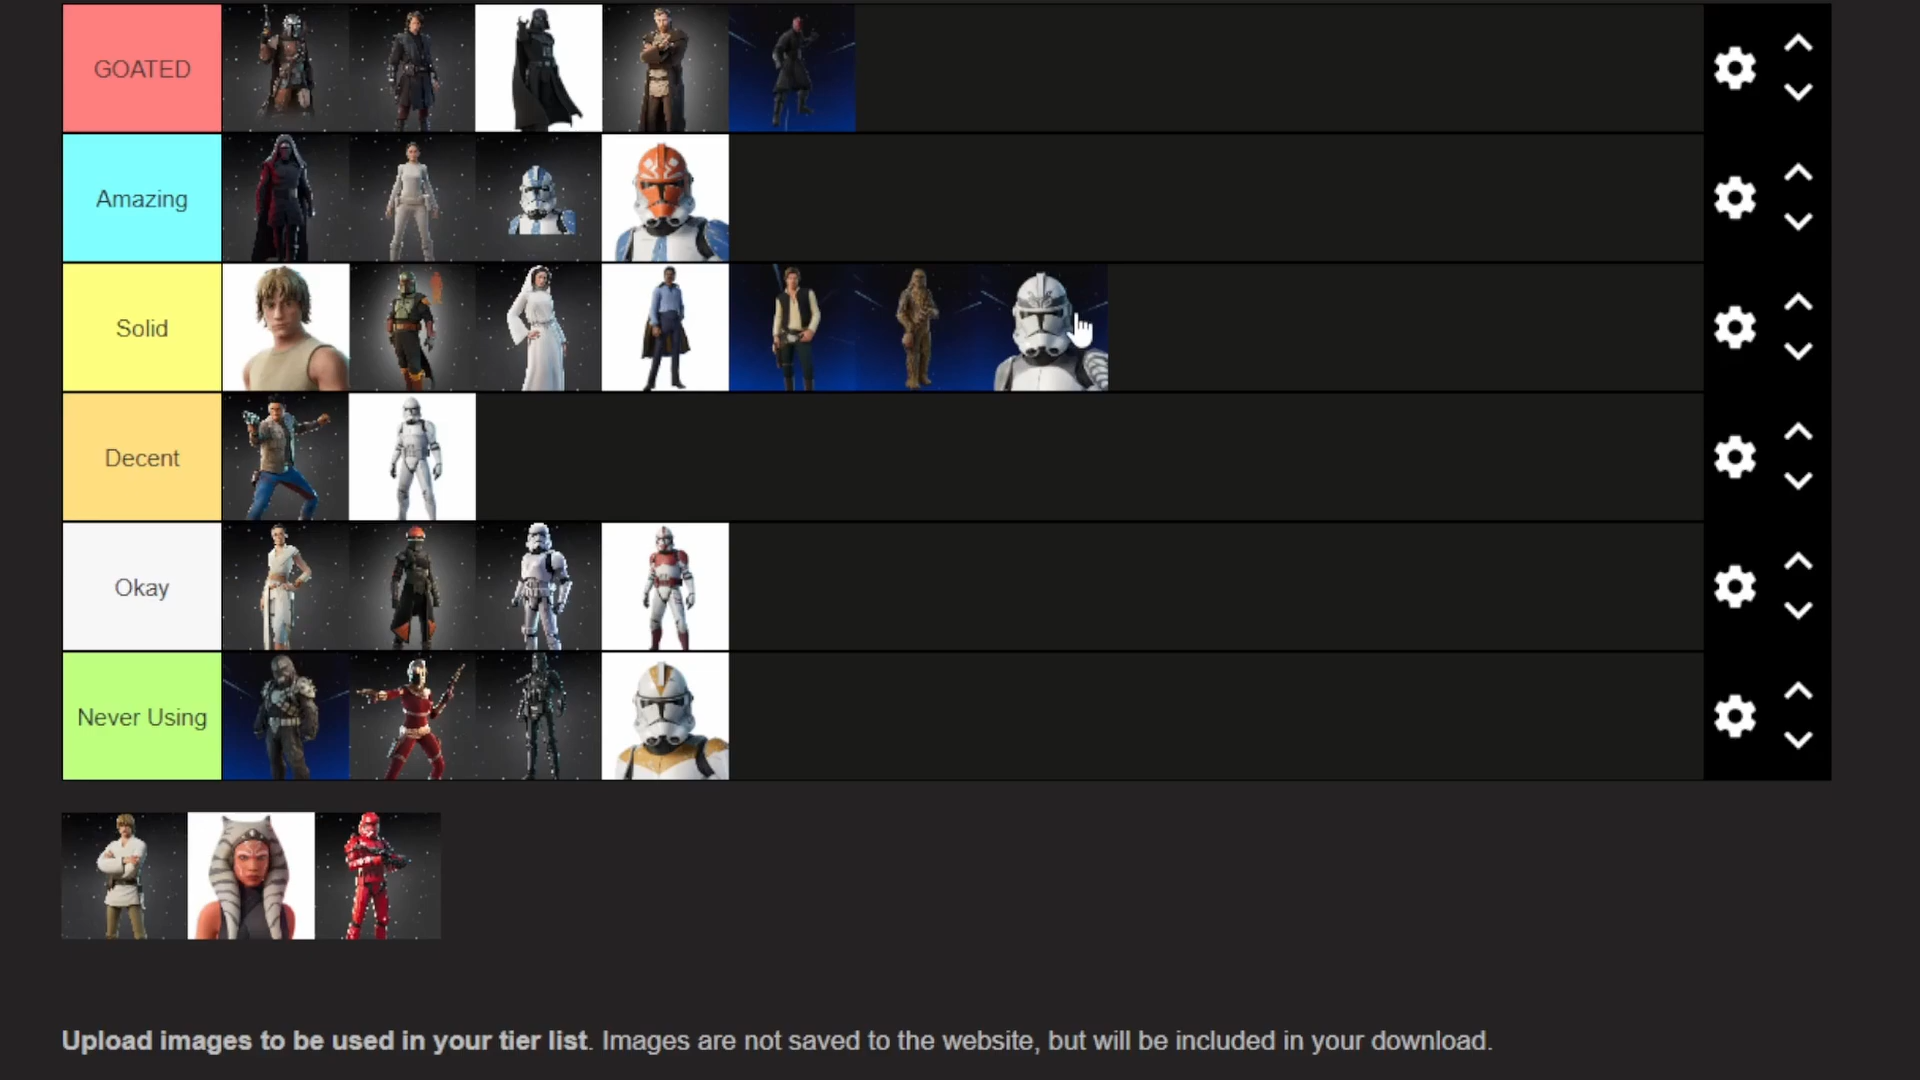 GOATED
Amazing
Solid
Decent
Okay
Never Using
Upload images to be used in your tier list. Images are not saved to the website, but will be included in your download.